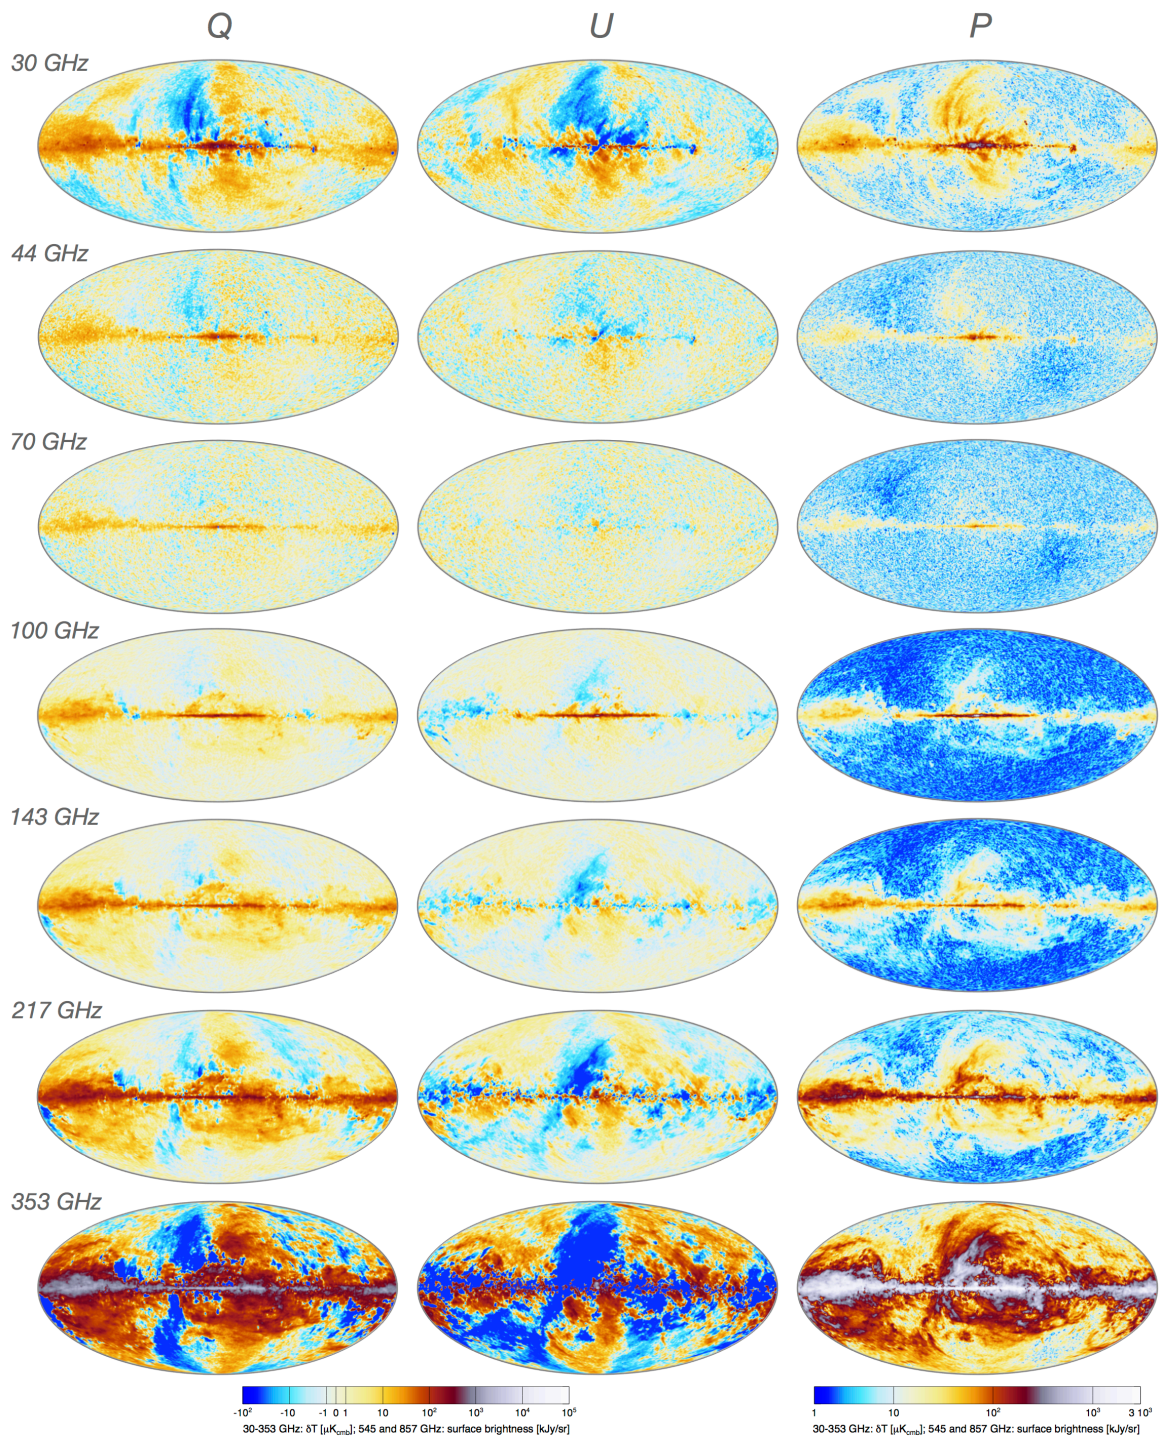 Q U P
30 GHz
44 GHz
70 GHz
100 GHz
143 GHz
217 GHz
353 GHz
-10² -10 -1 0 1 10 10² 10³ 10⁴ 10⁵
30-353 GHz: δT [μK_cmb]; 545 and 857 GHz: surface brightness [kJy/sr]
1 10 10² 10³ 3 10³
30-353 GHz: δT [μK_cmb]; 545 and 857 GHz: surface brightness [kJy/sr]